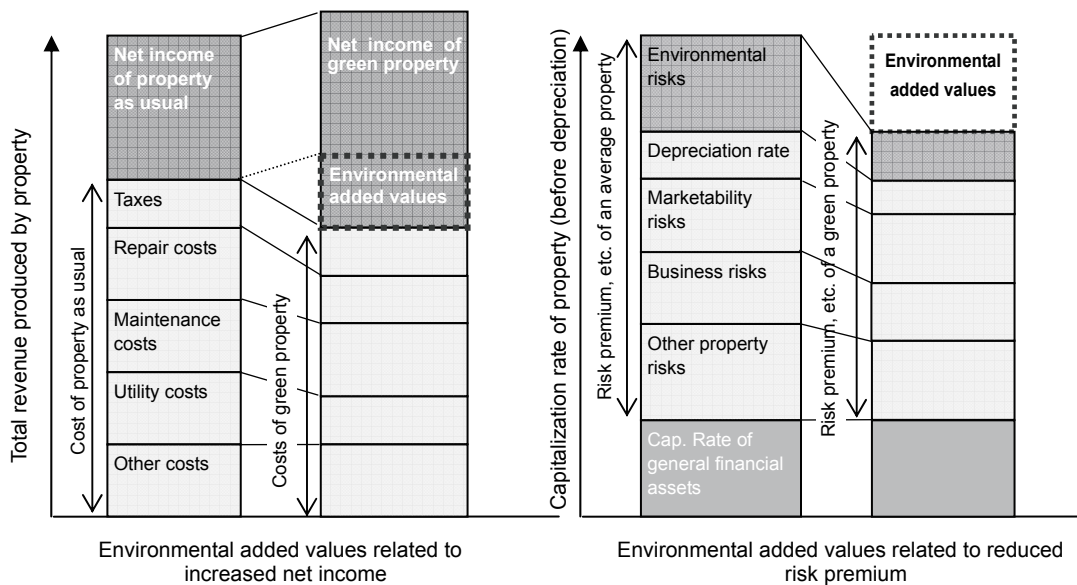 Total revenue produced by property
Net income
of property
as usual
Net income of
green property
Environmental
added values
Cost of property as usual
Taxes
Repair costs
Maintenance
costs
Utility costs
Other costs
Costs of green property
Environmental added values related to
increased net income
Capitalization rate of property (before depreciation)
Risk premium, etc. of an average property
Environmental
risks
Depreciation rate
Marketability
risks
Business risks
Other property
risks
Cap. Rate of
general financial
assets
Risk premium, etc. of a green property
Environmental
added values
Environmental added values related to reduced
risk premium